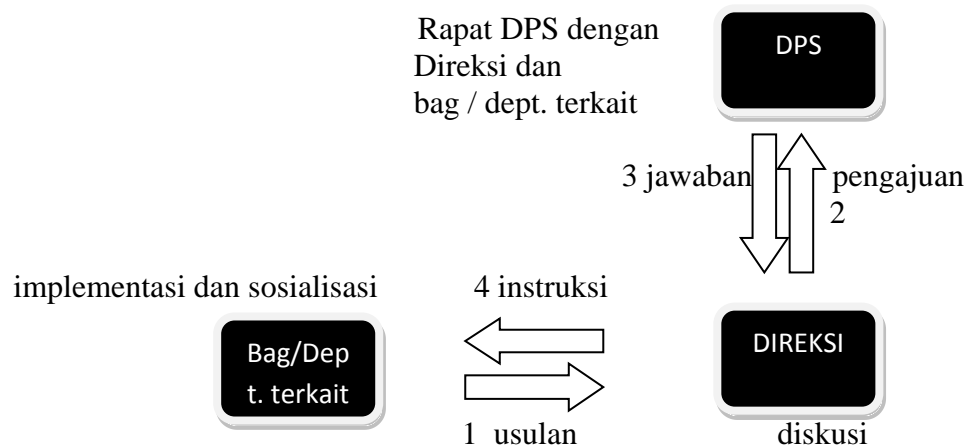 Rapat DPS dengan
Direksi dan
bag / dept. terkait
DPS
3 jawaban
pengajuan
2
implementasi dan sosialisasi
4 instruksi
Bag/Dep
t. terkait
DIREKSI
1 usulan
diskusi